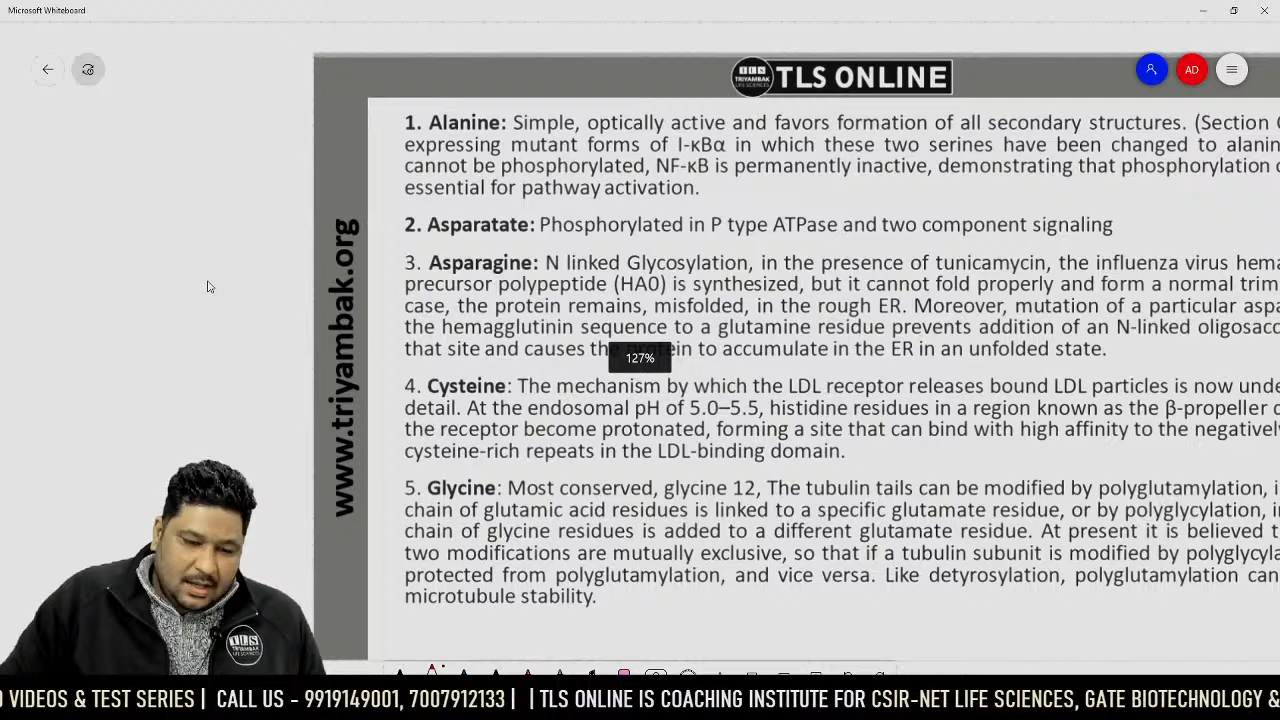 Microsoft Whiteboard
TLS
TRIYAMBAK
LIFE SCIENCES
TLS ONLINE
AD
1. Alanine: Simple, optically active and favors formation of all secondary structures. (Section
expressing mutant forms of I-κBα in which these two serines have been changed to alanin
cannot be phosphorylated, NF-κB is permanently inactive, demonstrating that phosphorylation
essential for pathway activation.
2. Asparatate: Phosphorylated in P type ATPase and two component signaling
3. Asparagine: N linked Glycosylation, in the presence of tunicamycin, the influenza virus hema
precursor polypeptide (HA0) is synthesized, but it cannot fold properly and form a normal trim
case, the protein remains, misfolded, in the rough ER. Moreover, mutation of a particular aspa
the hemagglutinin sequence to a glutamine residue prevents addition of an N-linked oligosacc
that site and causes the protein to accumulate in the ER in an unfolded state.
127%
4. Cysteine: The mechanism by which the LDL receptor releases bound LDL particles is now unde
detail. At the endosomal pH of 5.0–5.5, histidine residues in a region known as the β-propeller
the receptor become protonated, forming a site that can bind with high affinity to the negatively
cysteine-rich repeats in the LDL-binding domain.
5. Glycine: Most conserved, glycine 12, The tubulin tails can be modified by polyglutamylation, i
chain of glutamic acid residues is linked to a specific glutamate residue, or by polyglycylation, i
chain of glycine residues is added to a different glutamate residue. At present it is believed t
two modifications are mutually exclusive, so that if a tubulin subunit is modified by polyglycyla
protected from polyglutamylation, and vice versa. Like detyrosylation, polyglutamylation can
microtubule stability.
www.triyambak.org
TLS
TRIYAMBAK
LIFE SCIENCES
O VIDEOS & TEST SERIES | CALL US - 9919149001, 7007912133 | | TLS ONLINE IS COACHING INSTITUTE FOR CSIR-NET LIFE SCIENCES, GATE BIOTECHNOLOGY &